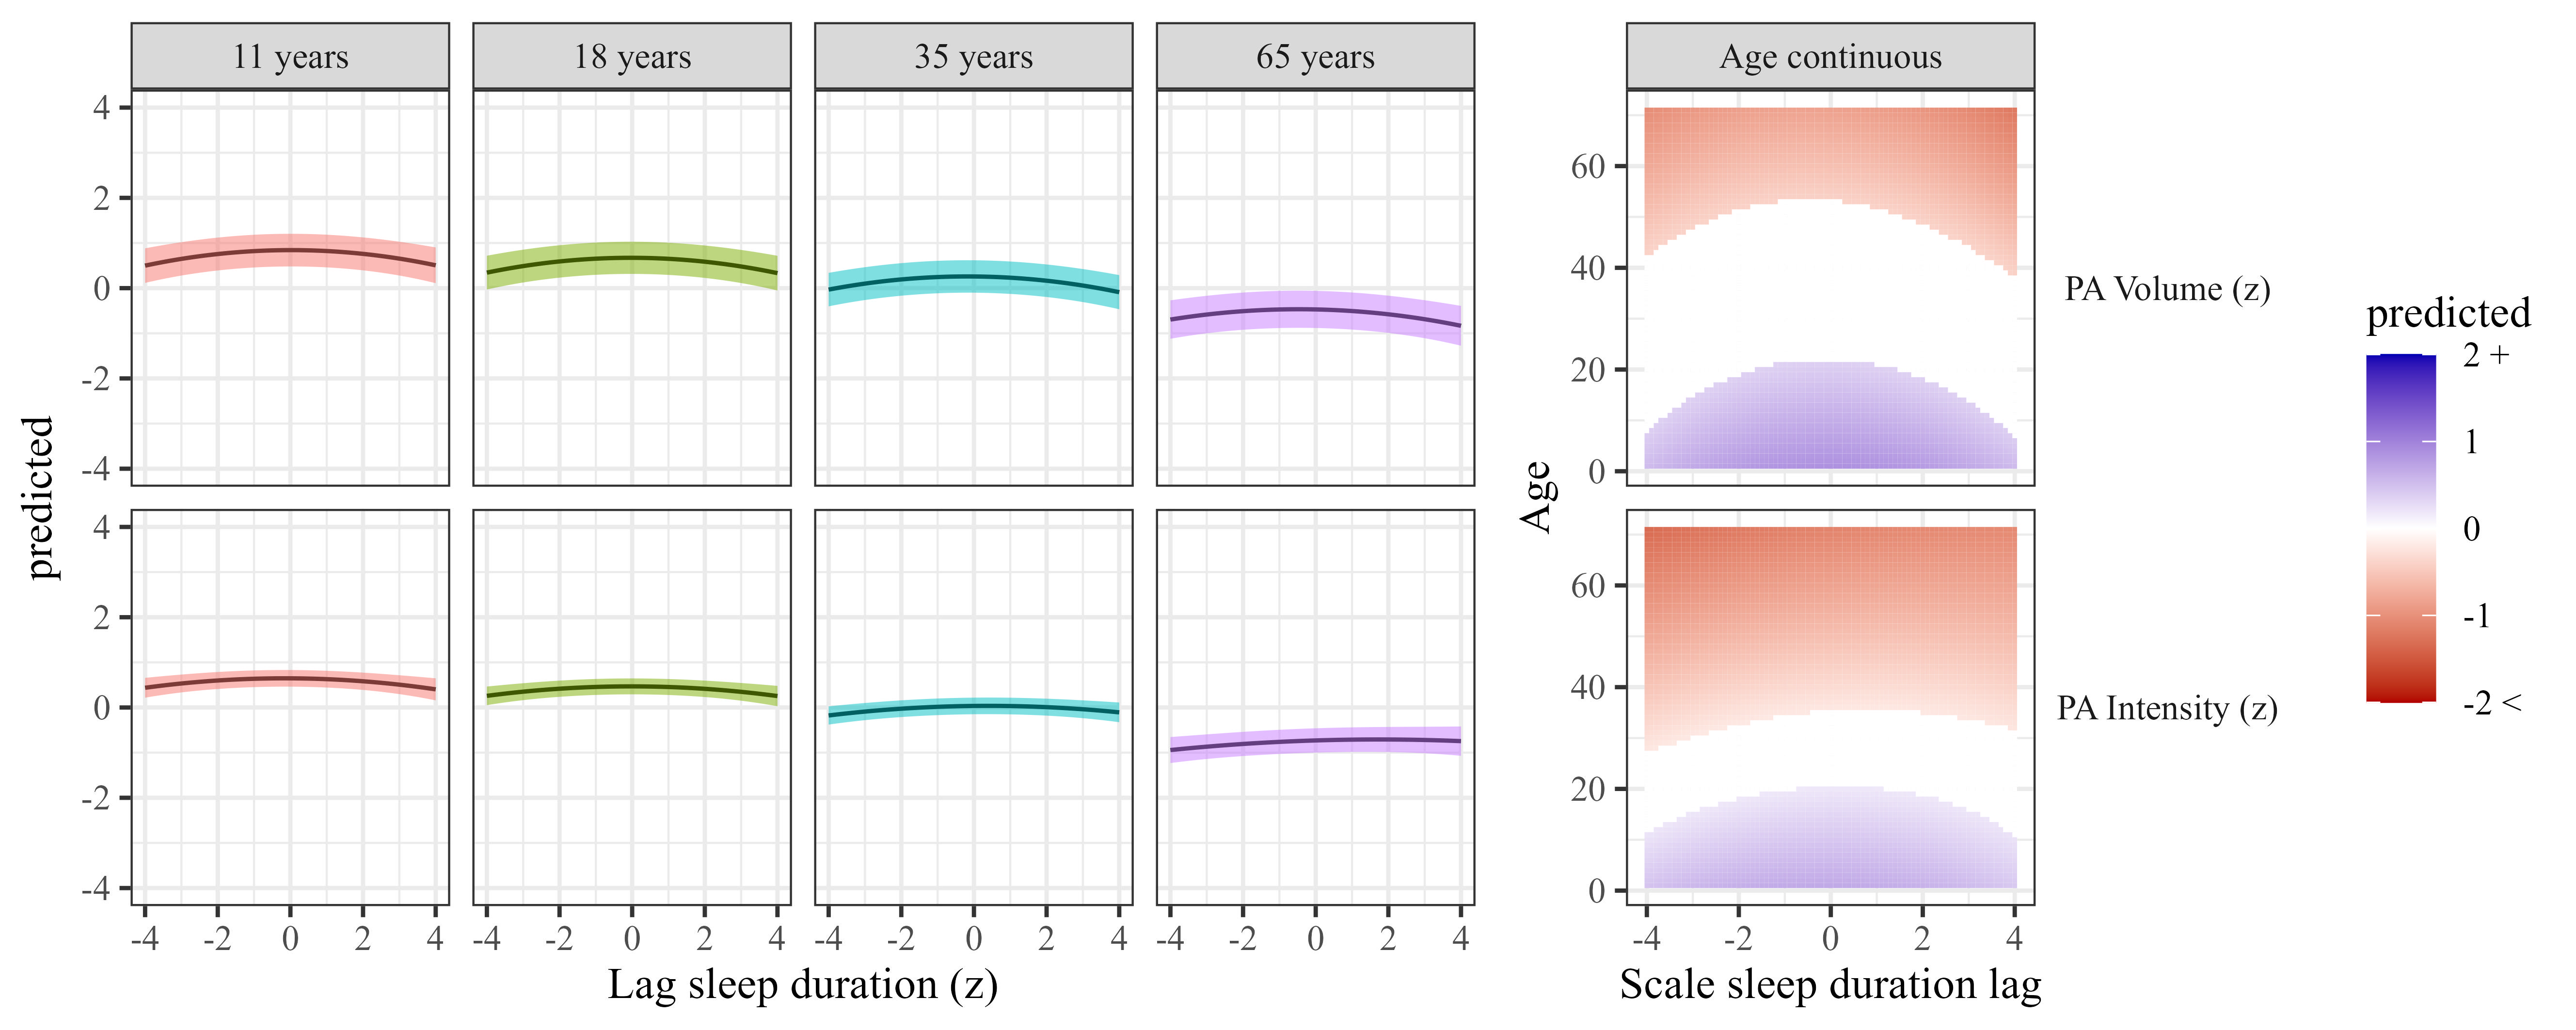 11 years
18 years
35 years
65 years
Age continuous
predicted
4
2
0
-2
-4
4
2
0
-2
-4
-4 -2 0 2 4
-4 -2 0 2 4
-4 -2 0 2 4
-4 -2 0 2 4
Lag sleep duration (z)
Age
60
40
20
0
60
40
20
0
-4 -2 0 2 4
Scale sleep duration lag
PA Volume (z)
PA Intensity (z)
predicted
2 +
1
0
-1
-2 <